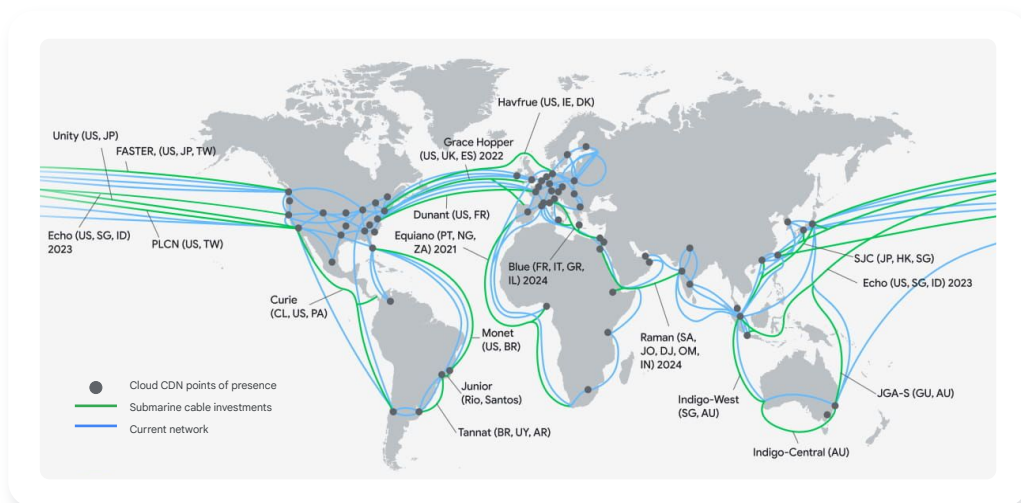 Havfrue (US, IE, DK)
Unity (US, JP)
FASTER, (US, JP, TW)
Grace Hopper
(US, UK, ES) 2022
Dunant (US, FR)
Echo (US, SG, ID)
2023
PLCN (US, TW)
Equiano (PT, NG,
ZA) 2021
Blue (FR, IT, GR,
IL) 2024
SJC (JP, HK, SG)
Echo (US, SG, ID) 2023
Curie
(CL, US, PA)
Monet
(US, BR)
Raman (SA,
JO, DJ, OM,
IN) 2024
Junior
(Rio, Santos)
Indigo-West
(SG, AU)
JGA-S (GU, AU)
Tannat (BR, UY, AR)
Indigo-Central (AU)
Cloud CDN points of presence
Submarine cable investments
Current network